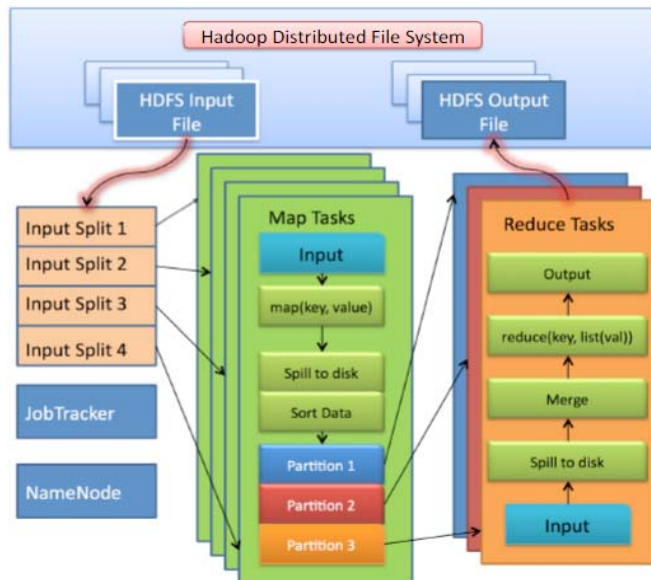 Hadoop Distributed File System
HDFS Input
File
HDFS Output
File
Input Split 1
Input Split 2
Input Split 3
Input Split 4
JobTracker
NameNode
Map Tasks
Input
map(key, value)
Spill to disk
Sort Data
Partition 1
Partition 2
Partition 3
Reduce Tasks
Output
reduce(key, list(val))
Merge
Spill to disk
Input